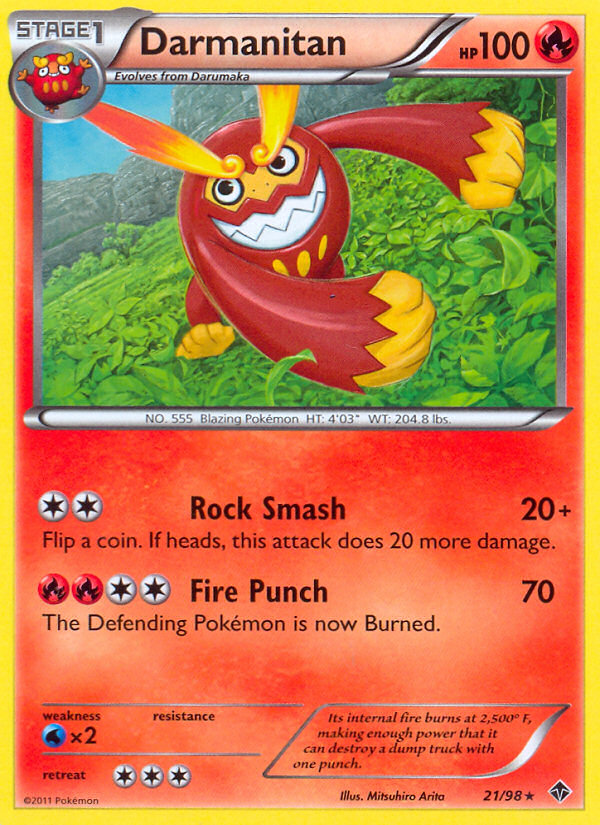 STAGE1
Darmanitan
HP100
Evolves from Darumaka
NO. 555 Blazing Pokémon HT: 4'03" WT: 204.8 lbs.
Rock Smash 20+
Flip a coin. If heads, this attack does 20 more damage.
Fire Punch 70
The Defending Pokémon is now Burned.
weakness resistance
×2
retreat
Its internal fire burns at 2,500° F,
making enough power that it
can destroy a dump truck with
one punch.
©2011 Pokémon
Illus. Mitsuhiro Arita
21/98★